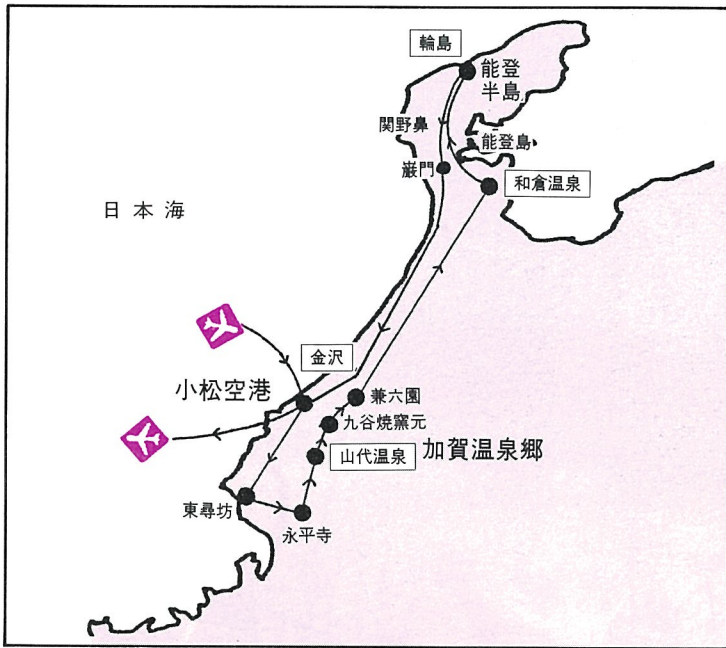 輪島
能登
半島
関野鼻
能登島
巌門
和倉温泉
日本海
金沢
小松空港
兼六園
九谷焼窯元
山代温泉
加賀温泉郷
東尋坊
永平寺